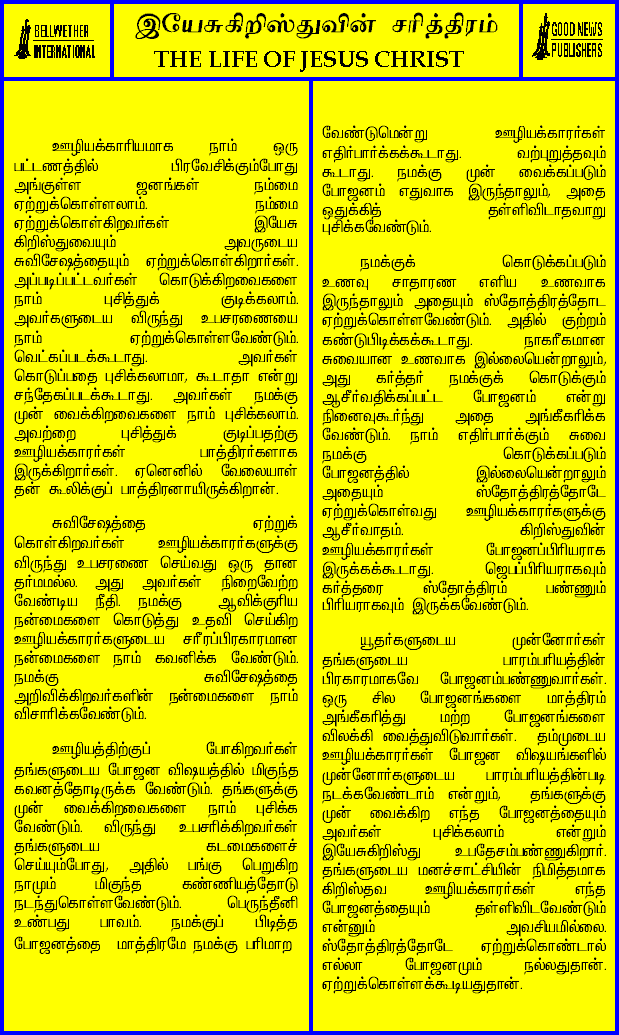 BELLWETHER
INTERNATIONAL
இயேசுகிறிஸ்துவின் சரித்திரம்
THE LIFE OF JESUS CHRIST
GOOD NEWS
PUBLISHERS
ஊழியக்காரியமாக நாம் ஒரு
பட்டணத்தில் பிரவேசிக்கும்போது
அங்குள்ள ஜனங்கள் நம்மை
ஏற்றுக்கொள்ளலாம். நம்மை
ஏற்றுக்கொள்கிறவர்கள் இயேசு
கிறிஸ்துவையும் அவருடைய
சுவிசேஷத்தையும் ஏற்றுக்கொள்கிறார்கள்.
அப்படிப்பட்டவர்கள் கொடுக்கிறவைகளை
நாம் புசித்துக் குடிக்கலாம்.
அவர்களுடைய விருந்து உபசரணையை
நாம் ஏற்றுக்கொள்ளவேண்டும்.
வெட்கப்படக்கூடாது. அவர்கள்
கொடுப்பதை புசிக்கலாமா, கூடாதா என்று
சந்தேகப்படக்கூடாது. அவர்கள் நமக்கு
முன் வைக்கிறவைகளை நாம் புசிக்கலாம்.
அவற்றை புசித்துக் குடிப்பதற்கு
ஊழியக்காரர்கள் பாத்திரர்களாக
இருக்கிறார்கள். ஏனெனில் வேலையாள்
தன் கூலிக்குப் பாத்திரனாயிருக்கிறான்.
சுவிசேஷத்தை ஏற்றுக்
கொள்கிறவர்கள் ஊழியக்காரர்களுக்கு
விருந்து உபசரணை செய்வது ஒரு தான
தர்மமல்ல. அது அவர்கள் நிறைவேற்ற
வேண்டிய நீதி. நமக்கு ஆவிக்குரிய
நன்மைகளை கொடுத்து உதவி செய்கிற
ஊழியக்காரர்களுடைய சரீரப்பிரகாரமான
நன்மைகளை நாம் கவனிக்க வேண்டும்.
நமக்கு சுவிசேஷத்தை
அறிவிக்கிறவர்களின் நன்மைகளை நாம்
விசாரிக்கவேண்டும்.
ஊழியத்திற்குப் போகிறவர்கள்
தங்களுடைய போஜன விஷயத்தில் மிகுந்த
கவனத்தோடிருக்க வேண்டும். தங்களுக்கு
முன் வைக்கிறவைகளை நாம் புசிக்க
வேண்டும். விருந்து உபசரிக்கிறவர்கள்
தங்களுடைய கடமைகளைச்
செய்யும்போது, அதில் பங்கு பெறுகிற
நாமும் மிகுந்த கண்ணியத்தோடு
நடந்துகொள்ளவேண்டும். பெருந்தீனி
உண்பது பாவம். நமக்குப் பிடித்த
போஜனத்தை மாத்திரமே நமக்கு பரிமாற
வேண்டுமென்று ஊழியக்காரர்கள்
எதிர்பார்க்கக்கூடாது. வற்புறுத்தவும்
கூடாது. நமக்கு முன் வைக்கப்படும்
போஜனம் எதுவாக இருந்தாலும், அதை
ஒதுக்கித் தள்ளிவிடாதவாறு
புசிக்கவேண்டும்.
நமக்குக் கொடுக்கப்படும்
உணவு சாதாரண எளிய உணவாக
இருந்தாலும் அதையும் ஸ்தோத்திரத்தோட
ஏற்றுக்கொள்ளவேண்டும். அதில் குற்றம்
கண்டுபிடிக்கக்கூடாது. நாகரீகமான
சுவையான உணவாக இல்லையென்றாலும்,
அது கர்த்தர் நமக்குக் கொடுக்கும்
ஆசீர்வதிக்கப்பட்ட போஜனம் என்று
நினைவுகூர்ந்து அதை அங்கீகரிக்க
வேண்டும். நாம் எதிர்பார்க்கும் சுவை
நமக்கு கொடுக்கப்படும்
போஜனத்தில் இல்லையென்றாலும்
அதையும் ஸ்தோத்திரத்தோடே
ஏற்றுக்கொள்வது ஊழியக்காரர்களுக்கு
ஆசீர்வாதம். கிறிஸ்துவின்
ஊழியக்காரர்கள் போஜனப்பிரியராக
இருக்கக்கூடாது. ஜெபப்பிரியராகவும்
கர்த்தரை ஸ்தோத்திரம் பண்ணும்
பிரியராகவும் இருக்கவேண்டும்.
யூதர்களுடைய முன்னோர்கள்
தங்களுடைய பாரம்பரியத்தின்
பிரகாரமாகவே போஜனம்பண்ணுவார்கள்.
ஒரு சில போஜனங்களை மாத்திரம்
அங்கீகரித்து மற்ற போஜனங்களை
விலக்கி வைத்துவிடுவார்கள். தம்முடைய
ஊழியக்காரர்கள் போஜன விஷயங்களில்
முன்னோர்களுடைய பாரம்பரியத்தின்படி
நடக்கவேண்டாம் என்றும், தங்களுக்கு
முன் வைக்கிற எந்த போஜனத்தையும்
அவர்கள் புசிக்கலாம் என்றும்
இயேசுகிறிஸ்து உபதேசம்பண்ணுகிறார்.
தங்களுடைய மனச்சாட்சியின் நிமித்தமாக
கிறிஸ்தவ ஊழியக்காரர்கள் எந்த
போஜனத்தையும் தள்ளிவிடவேண்டும்
என்னும் அவசியமில்லை.
ஸ்தோத்திரத்தோடே ஏற்றுக்கொண்டால்
எல்லா போஜனமும் நல்லதுதான்.
ஏற்றுக்கொள்ளக்கூடியதுதான்.